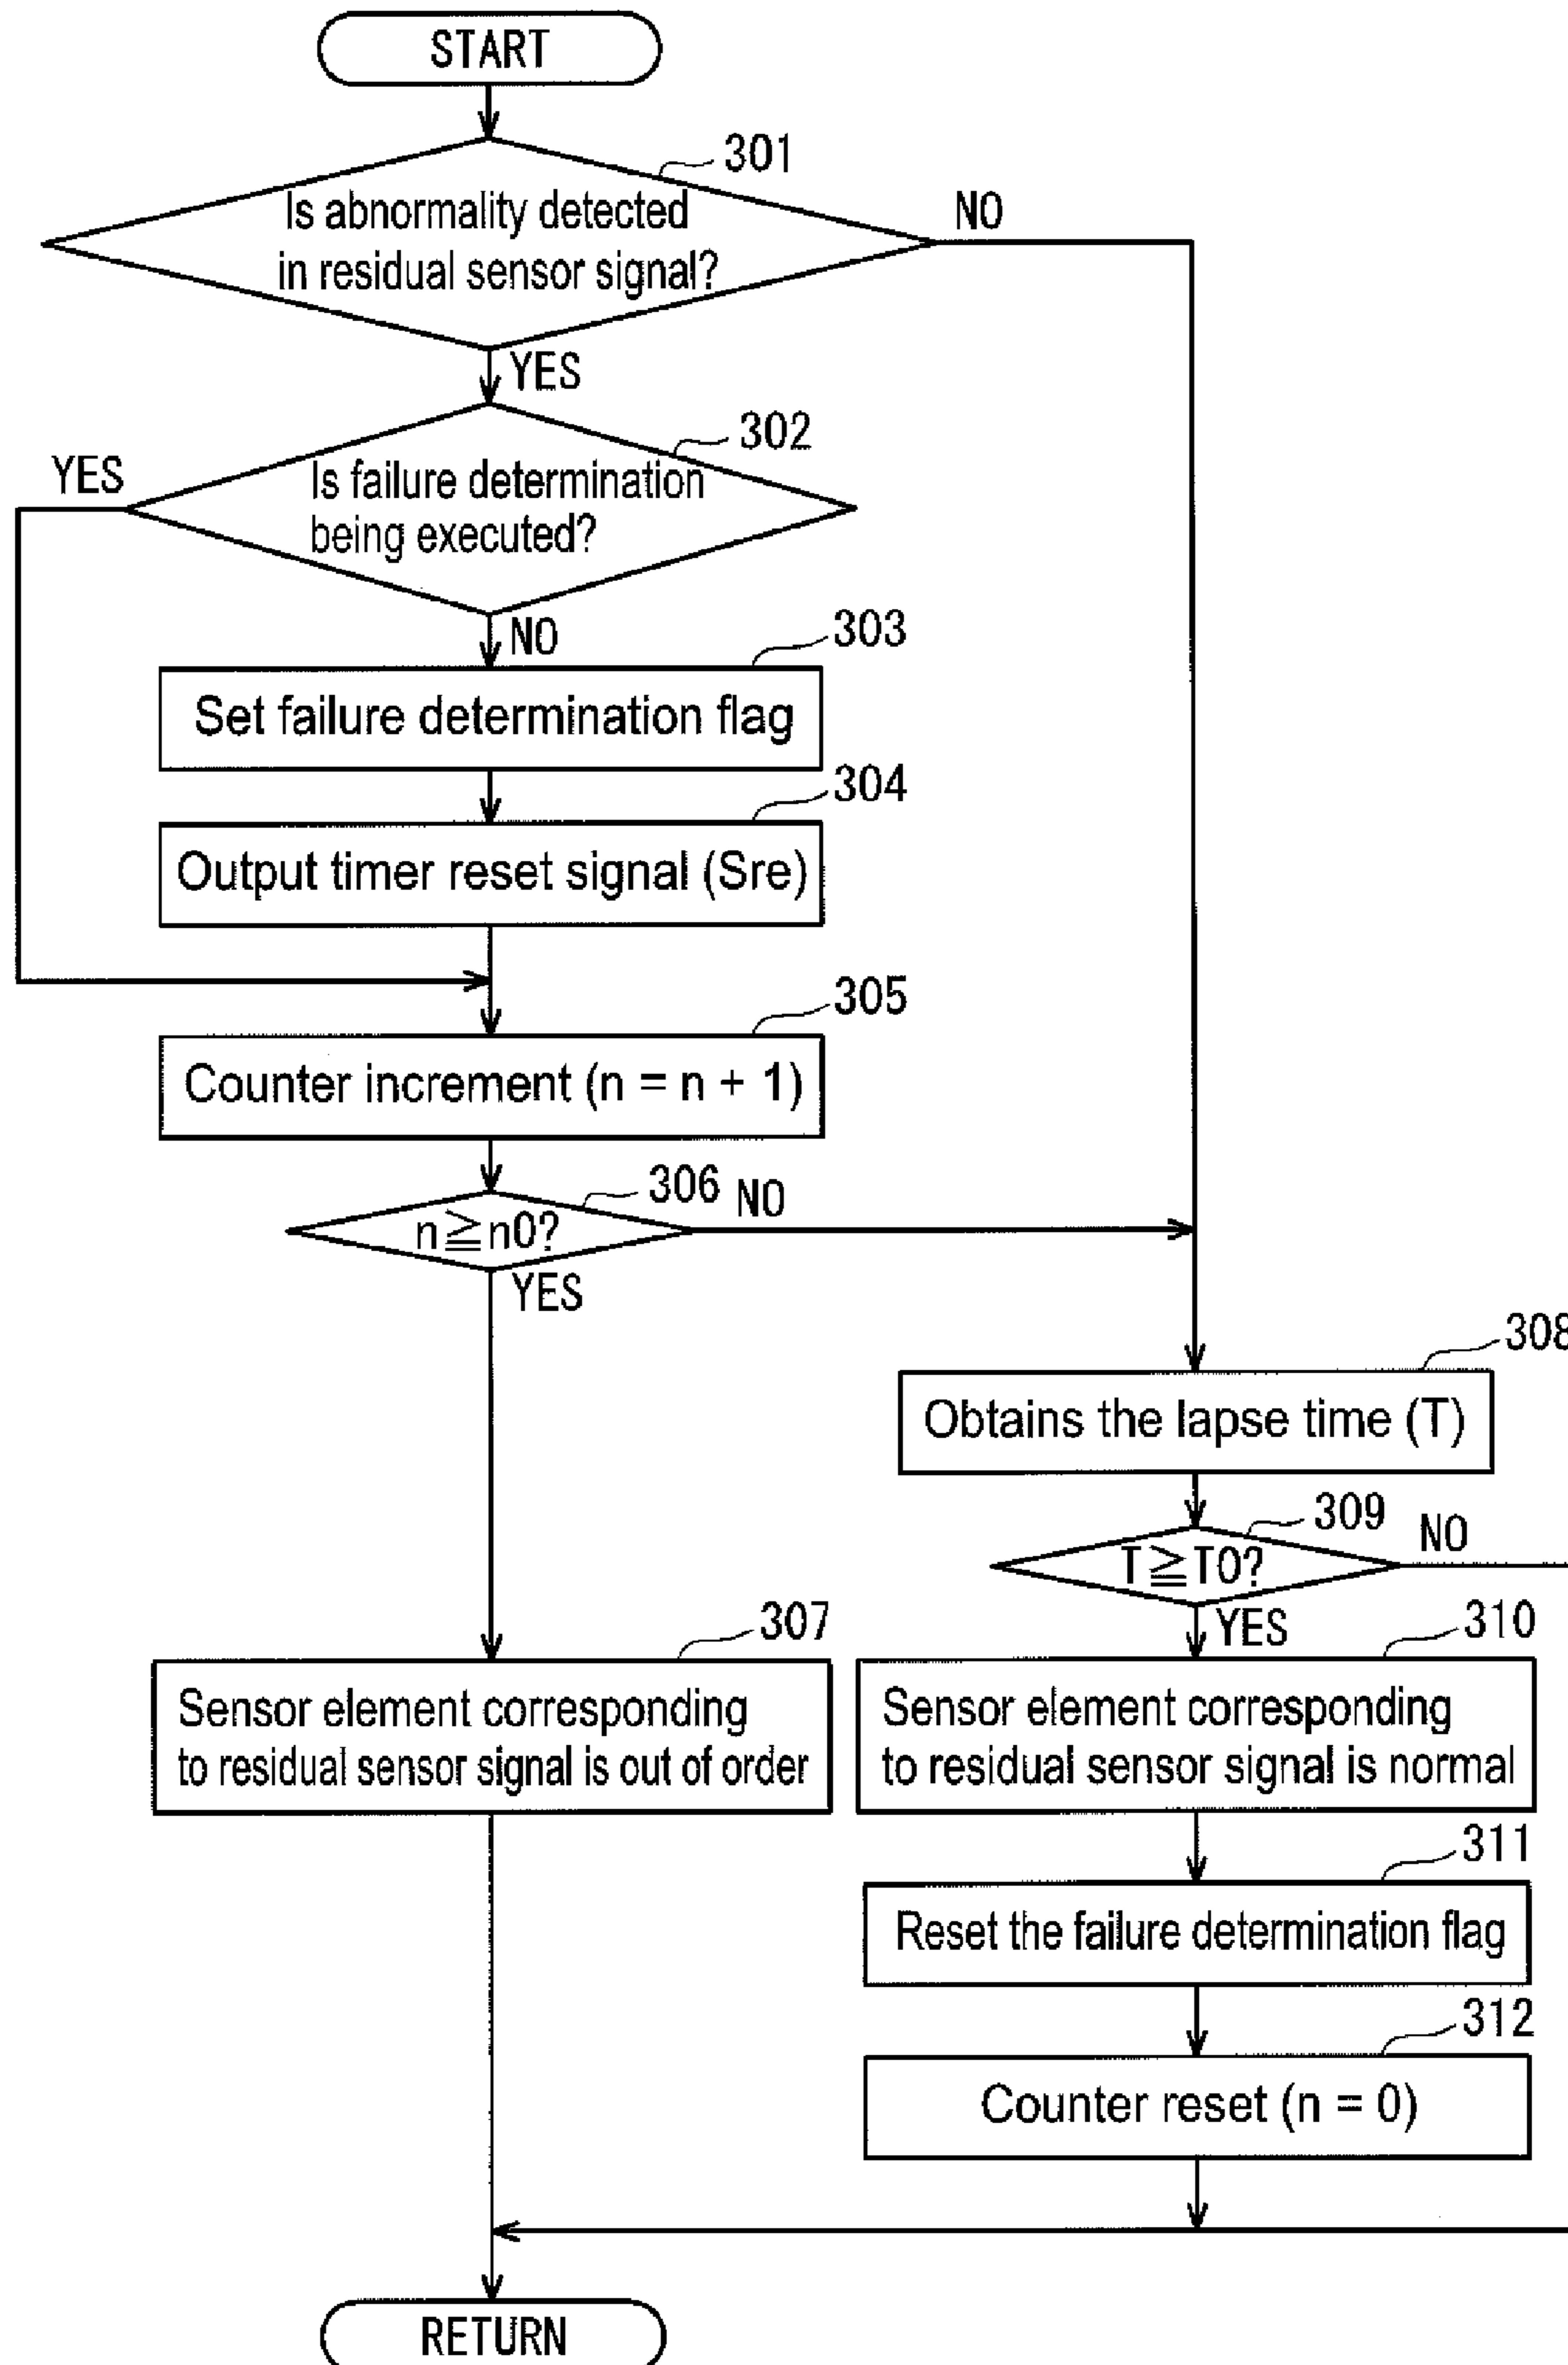 START
301
Is abnormality detected
in residual sensor signal?
NO
YES
302
YES
Is failure determination
being executed?
NO
303
Set failure determination flag
304
Output timer reset signal (Sre)
305
Counter increment (n = n + 1)
306
NO
n≧n0?
YES
308
Obtains the lapse time (T)
309
NO
T≧T0?
YES
307
310
Sensor element corresponding
to residual sensor signal is out of order
Sensor element corresponding
to residual sensor signal is normal
311
Reset the failure determination flag
312
Counter reset (n = 0)
RETURN